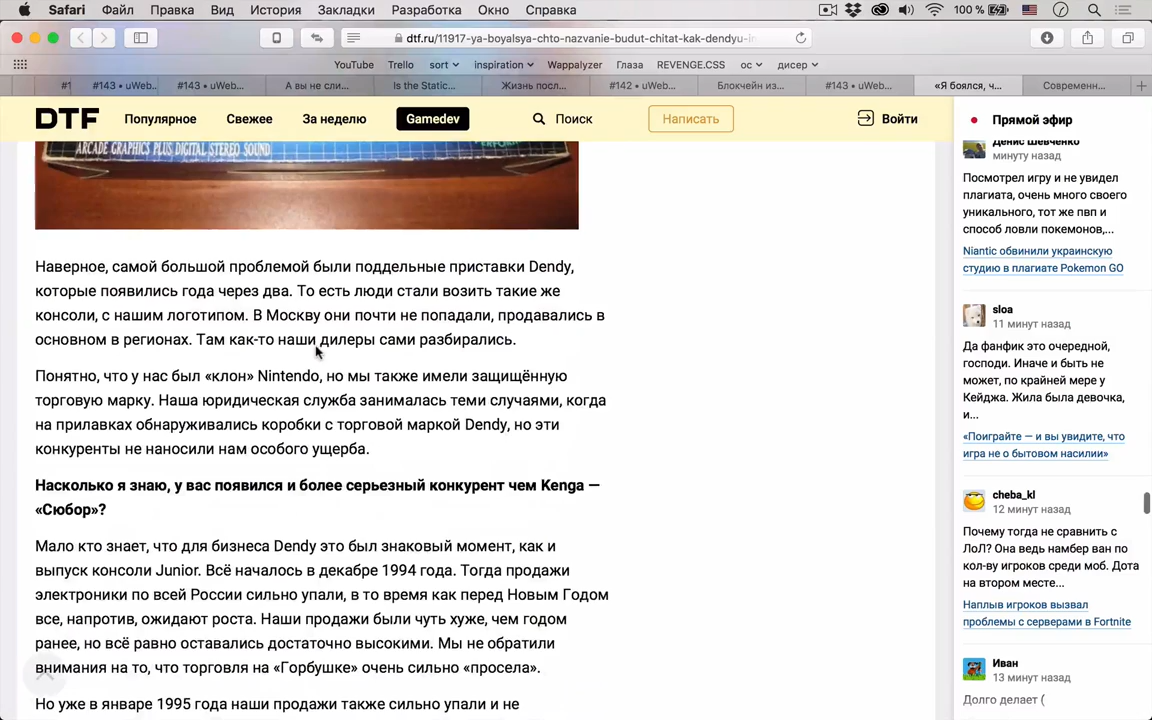 Safari Файл Правка Вид История Закладки Разработка Окно Справка 100 %
dtf.ru/11917-ya-boyalsya-chto-nazvanie-budut-chitat-kak-dendyu-i
YouTube Trello sort inspiration Wappalyzer Глаза REVENGE.CSS ос дисер
#1 #143 – uWeb... #143 – uWeb... А вы не сли... Is the Static... Жизнь посл... #142 – uWeb... Блокчейн из... #143 – uWeb... «Я боялся, ч... Современн...
DTF Популярное Свежее За неделю Gamedev Поиск Написать Войти
ARCADE GRAPHICS PLUS DIGITAL STEREO SOUND
Наверное, самой большой проблемой были поддельные приставки Dendy,
которые появились года через два. То есть люди стали возить такие же
консоли, с нашим логотипом. В Москву они почти не попадали, продавались в
основном в регионах. Там как-то наши дилеры сами разбирались.
Понятно, что у нас был «клон» Nintendo, но мы также имели защищённую
торговую марку. Наша юридическая служба занималась теми случаями, когда
на прилавках обнаруживались коробки с торговой маркой Dendy, но эти
конкуренты не наносили нам особого ущерба.
Насколько я знаю, у вас появился и более серьезный конкурент чем Kenga —
«Сюбор»?
Мало кто знает, что для бизнеса Dendy это был знаковый момент, как и
выпуск консоли Junior. Всё началось в декабре 1994 года. Тогда продажи
электроники по всей России сильно упали, в то время как перед Новым Годом
все, напротив, ожидают роста. Наши продажи были чуть хуже, чем годом
ранее, но всё равно оставались достаточно высокими. Мы не обратили
внимания на то, что торговля на «Горбушке» очень сильно «просела».
Но уже в январе 1995 года наши продажи также сильно упали и не
Прямой эфир
Денис Шевченко
минуту назад
Посмотрел игру и не увидел
плагиата, очень много своего
уникального, тот же пвп и
способ ловли покемонов,...
Niantic обвинили украинскую
студию в плагиате Pokemon GO
sloa
11 минут назад
Да фанфик это очередной,
господи. Иначе и быть не
может, по крайней мере у
Кейджа. Жила была девочка,
и...
«Поиграйте — и вы увидите, что
игра не о бытовом насилии»
cheba_kl
12 минут назад
Почему тогда не сравнить с
ЛоЛ? Она ведь намбер ван по
кол-ву игроков среди моб. Дота
на втором месте...
Наплыв игроков вызвал
проблемы с серверами в Fortnite
Иван
13 минут назад
Долго делает (